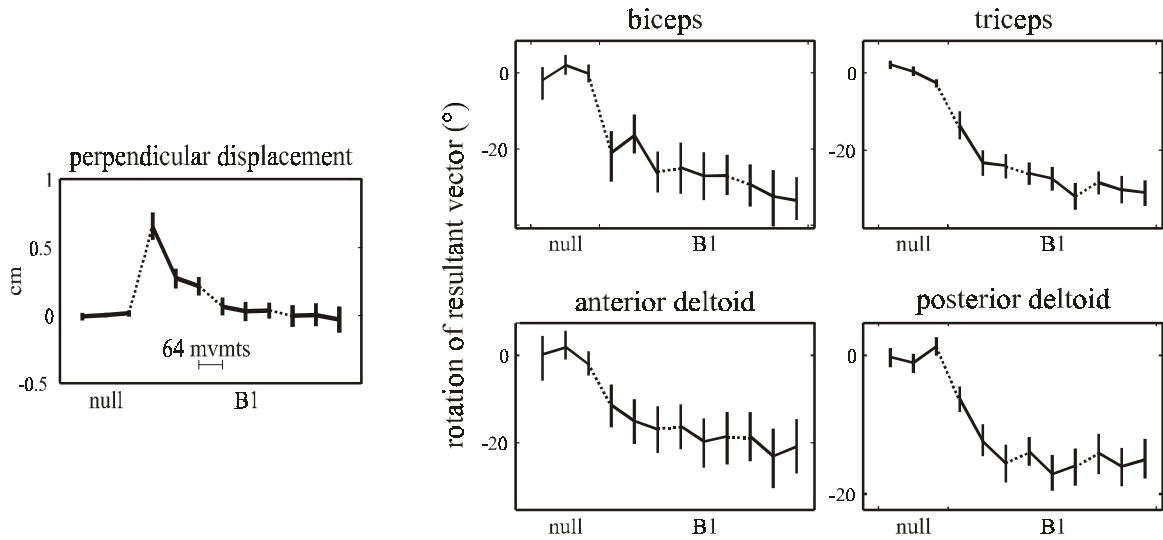 perpendicular displacement
1
0.5
0
-0.5
cm
64 mvmts
null
B1
rotation of resultant vector (°)
biceps
0
-20
null
B1
triceps
0
-20
null
B1
anterior deltoid
0
-20
null
B1
posterior deltoid
0
-20
null
B1